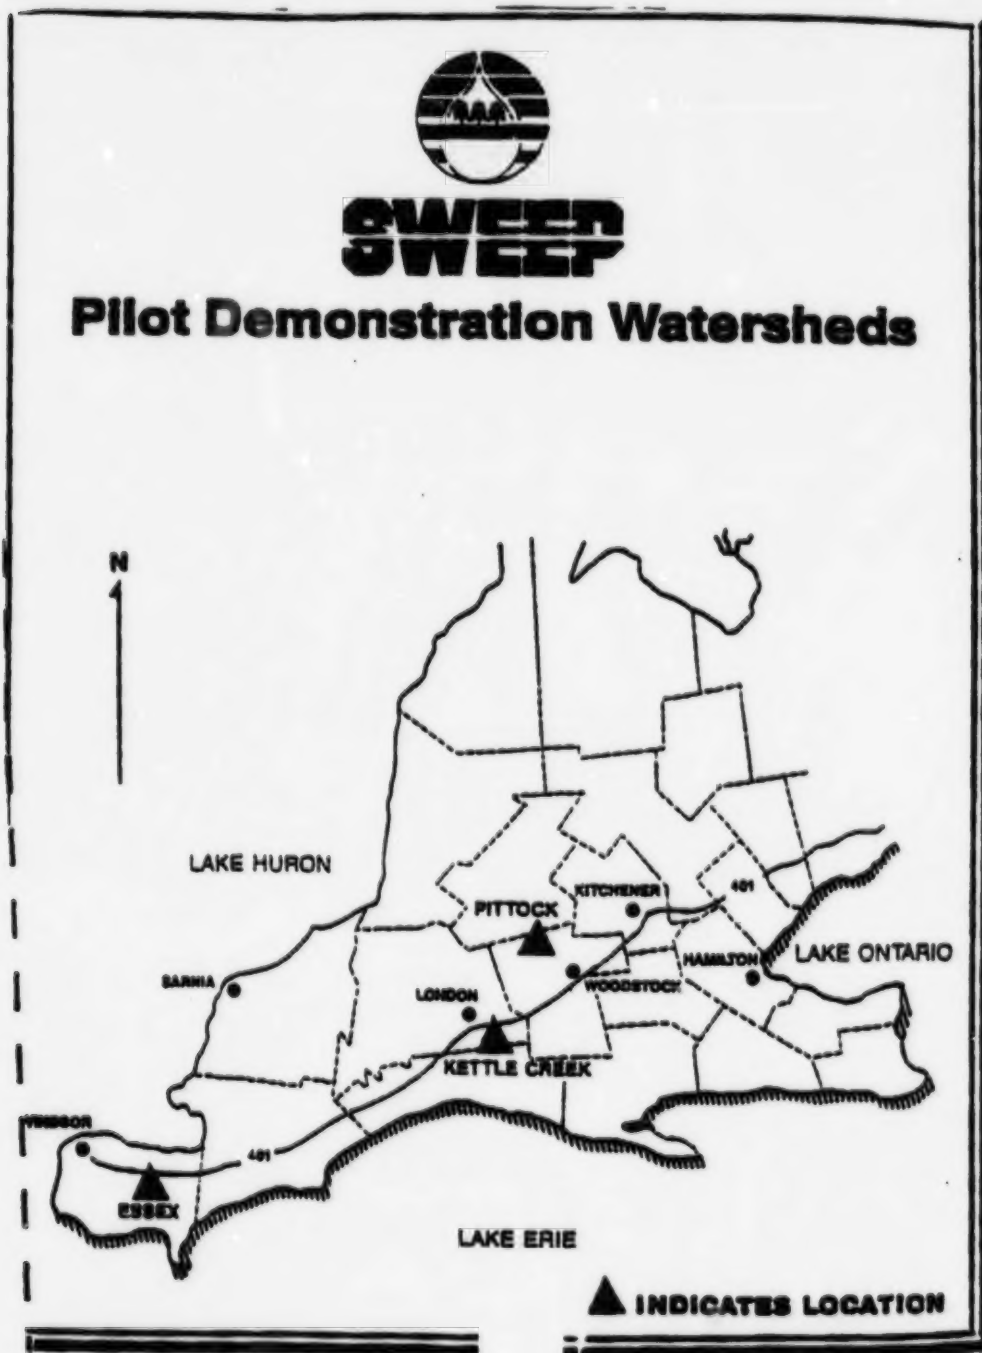 SWEEP
Pilot Demonstration Watersheds
N
LAKE HURON
KITCHENER
401
PITTOCK
LAKE ONTARIO
HAMILTON
SARNIA
WOODSTOCK
LONDON
KETTLE CREEK
WINDSOR
401
ESSEX
LAKE ERIE
INDICATES LOCATION